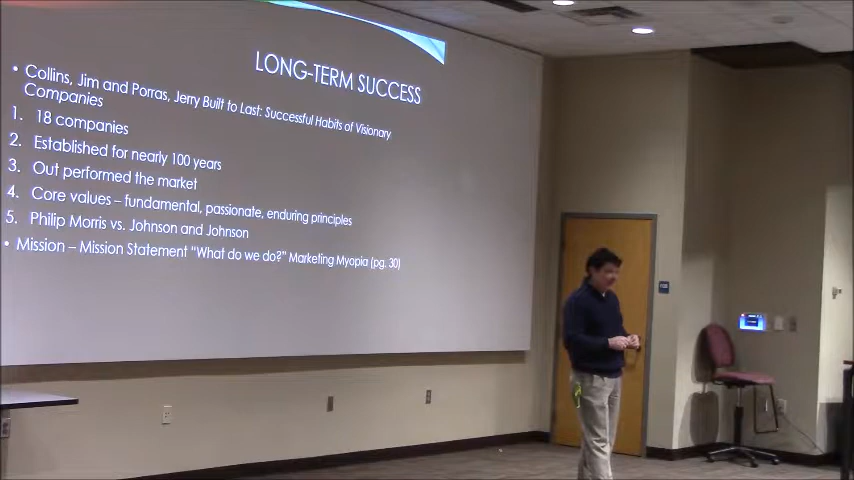 LONG-TERM SUCCESS
• Collins, Jim and Porras, Jerry Built to Last: Successful Habits of Visionary
Companies
1. 18 companies
2. Established for nearly 100 years
3. Out performed the market
4. Core values – fundamental, passionate, enduring principles
5. Philip Morris vs. Johnson and Johnson
• Mission – Mission Statement “What do we do?” Marketing Myopia (pg. 30)